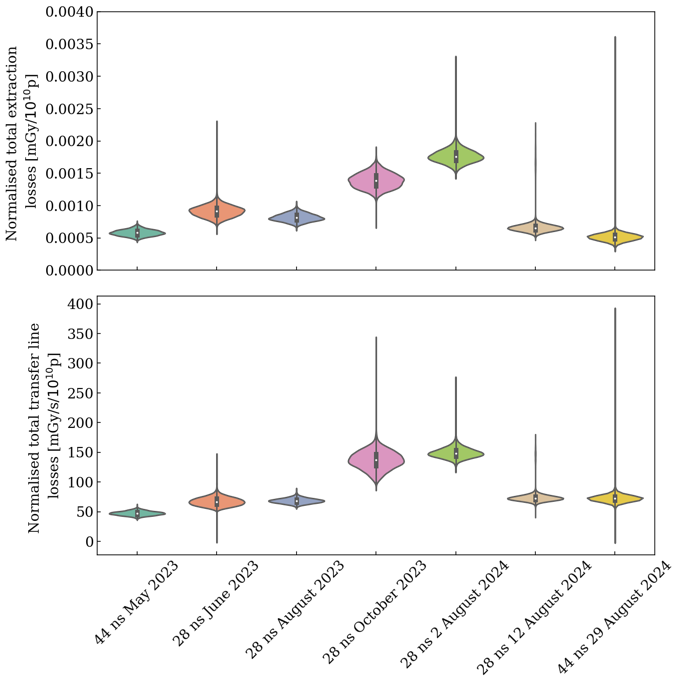 Normalised total extraction
losses [mGy/10¹⁰p]
0.0040
0.0035
0.0030
0.0025
0.0020
0.0015
0.0010
0.0005
0.0000
Normalised total transfer line
losses [mGy/s/10¹⁰p]
400
350
300
250
200
150
100
50
0
44 ns May 2023
28 ns June 2023
28 ns August 2023
28 ns October 2023
28 ns 2 August 2024
28 ns 12 August 2024
44 ns 29 August 2024